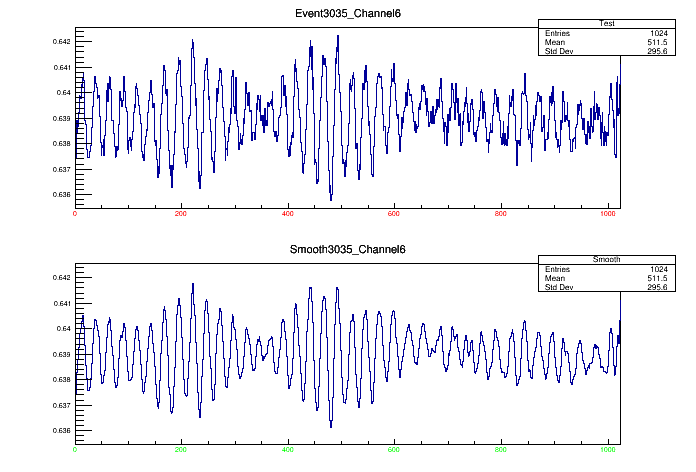 Event3035_Channel6
Test
Entries 1024
Mean 511.5
Std Dev 295.6
0.642
0.641
0.64
0.639
0.638
0.637
0.636
0 200 400 600 800 1000
Smooth3035_Channel6
Smooth
Entries 1024
Mean 511.5
Std Dev 295.6
0.642
0.641
0.64
0.639
0.638
0.637
0.636
0 200 400 600 800 1000